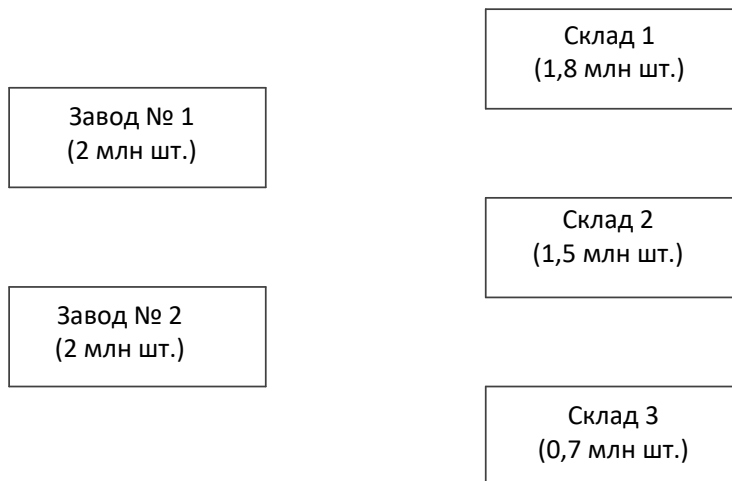 Склад 1
(1,8 млн шт.)
Завод № 1
(2 млн шт.)
Склад 2
(1,5 млн шт.)
Завод № 2
(2 млн шт.)
Склад 3
(0,7 млн шт.)